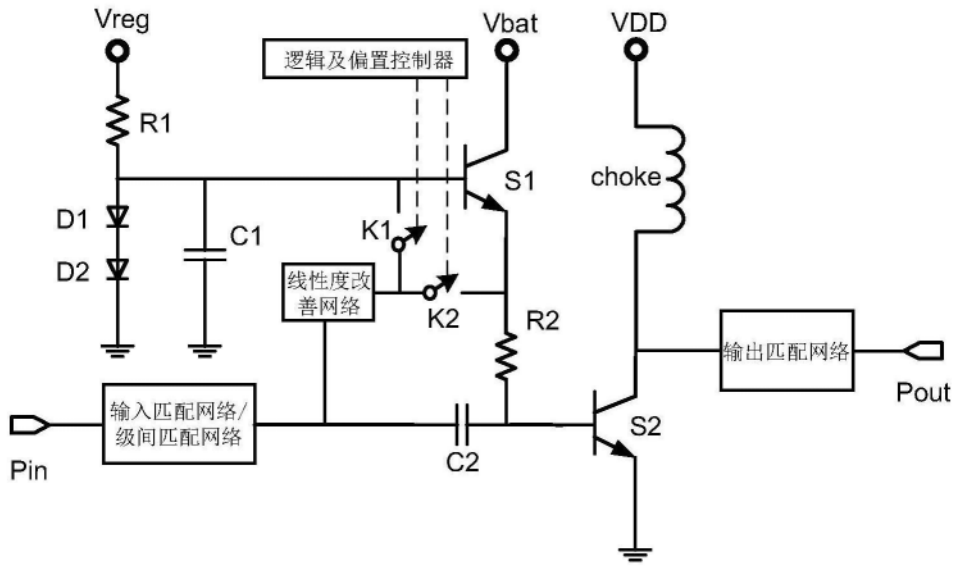 Vreg
Vbat
VDD
逻辑及偏置控制器
R1
S1
choke
D1
C1
K1
D2
线性度改
善网络
K2
R2
输出匹配网络
Pout
输入匹配网络/
级间匹配网络
S2
C2
Pin